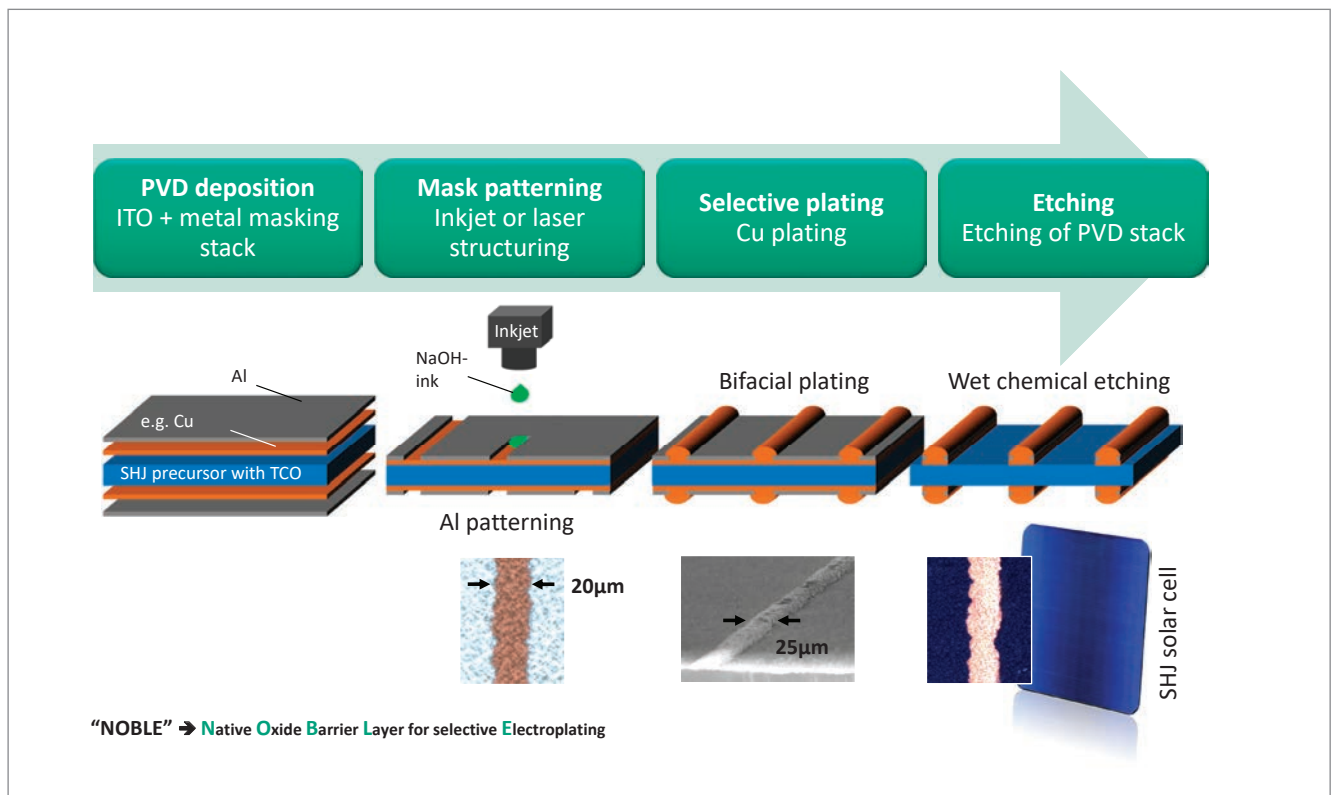 PVD deposition
ITO + metal masking
stack
Mask patterning
Inkjet or laser
structuring
Selective plating
Cu plating
Etching
Etching of PVD stack
Inkjet
NaOH-
ink
Al
e.g. Cu
SHJ precursor with TCO
Bifacial plating
Wet chemical etching
Al patterning
20µm
25µm
SHJ solar cell
“NOBLE” ➔ Native Oxide Barrier Layer for selective Electroplating